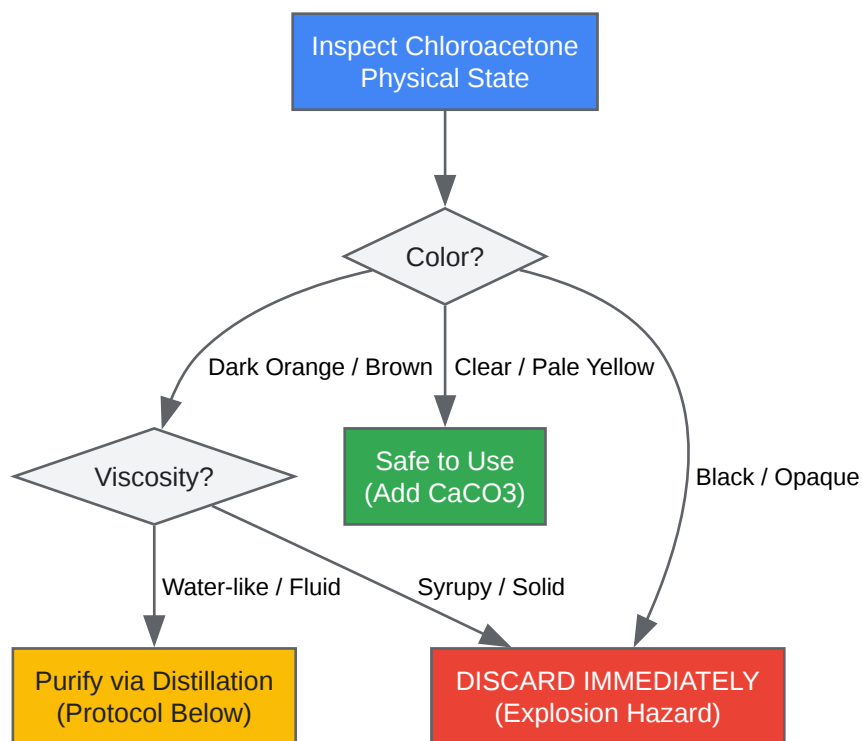 Inspect Chloroacetone
Physical State
Color?
Dark Orange / Brown
Clear / Pale Yellow
Black / Opaque
Viscosity?
Safe to Use
(Add CaCO3)
Water-like / Fluid
Syrupy / Solid
Purify via Distillation
(Protocol Below)
DISCARD IMMEDIATELY
(Explosion Hazard)